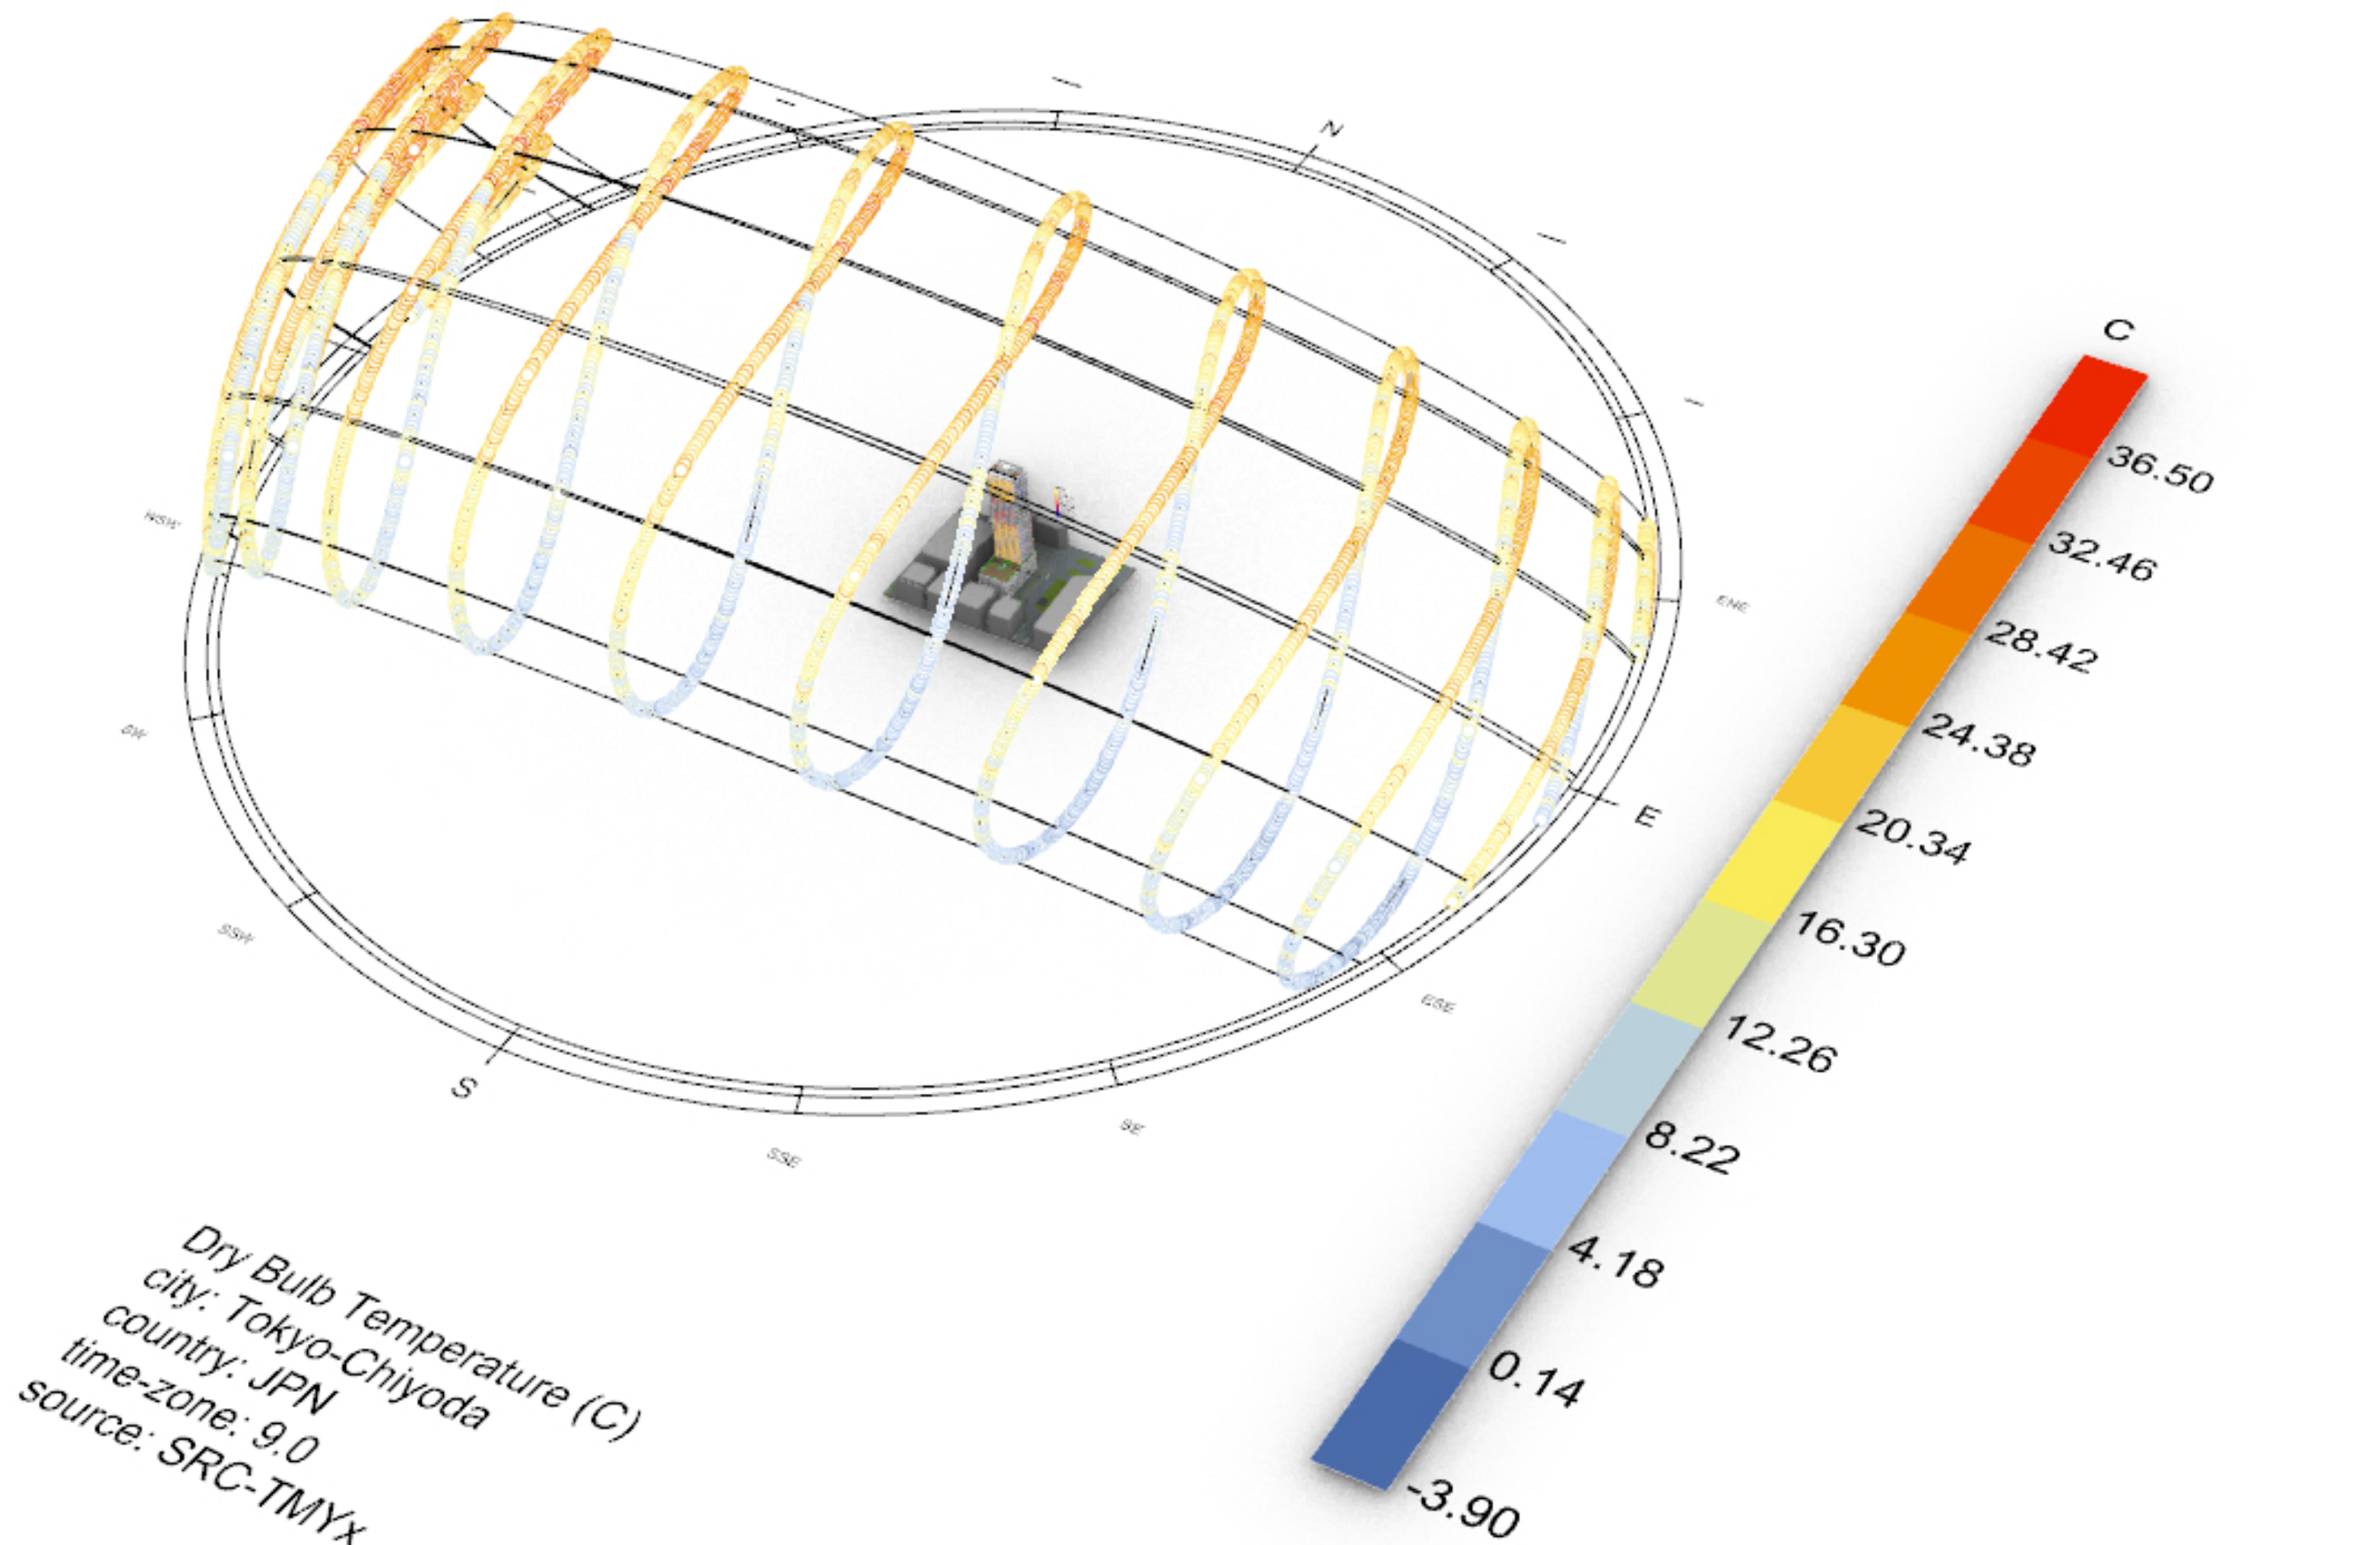 N
C
36.50
32.46
28.42
24.38
20.34
16.30
12.26
8.22
4.18
0.14
-3.90
WSW
ENE
SW
E
SSW
ESE
S
SE
SSE
Dry Bulb Temperature (C)
city: Tokyo-Chiyoda
country: JPN
time-zone: 9.0
source: SRC-TMYx